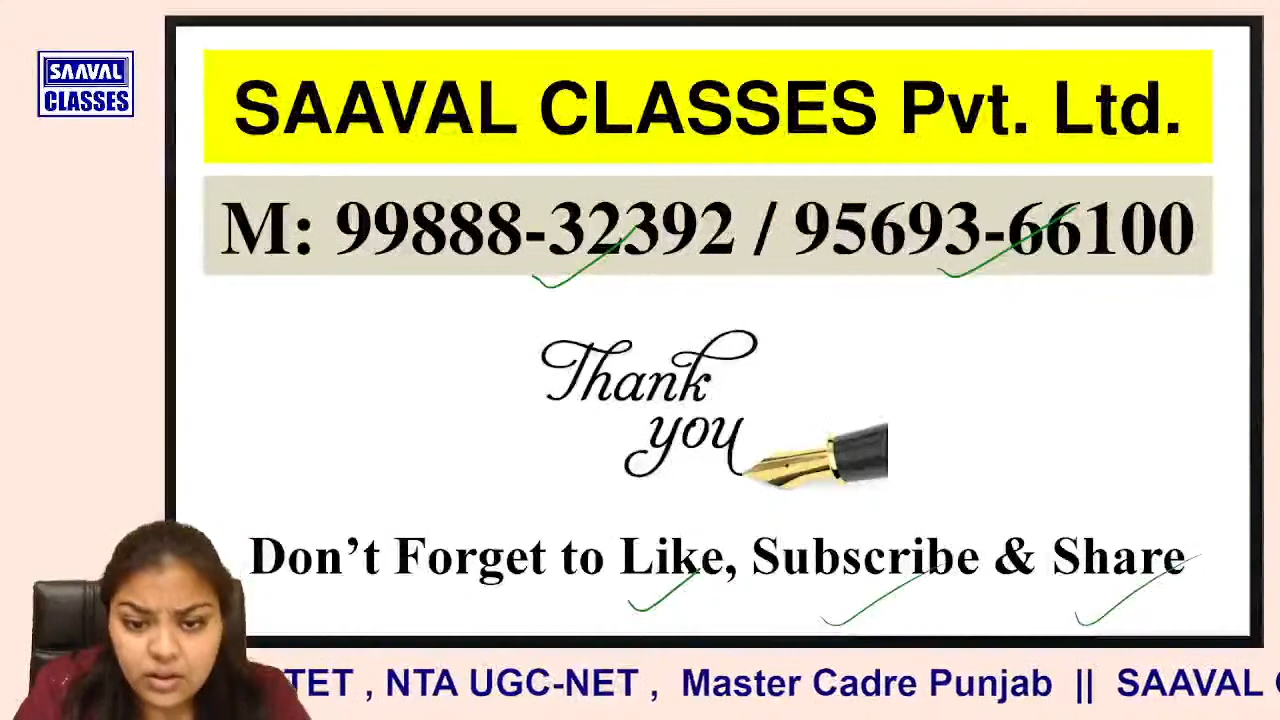 SAAVAL
CLASSES
SAAVAL CLASSES Pvt. Ltd.
M: 99888-32392 / 95693-66100
Thank
you
Don’t Forget to Like, Subscribe & Share
TET , NTA UGC-NET , Master Cadre Punjab || SAAVAL